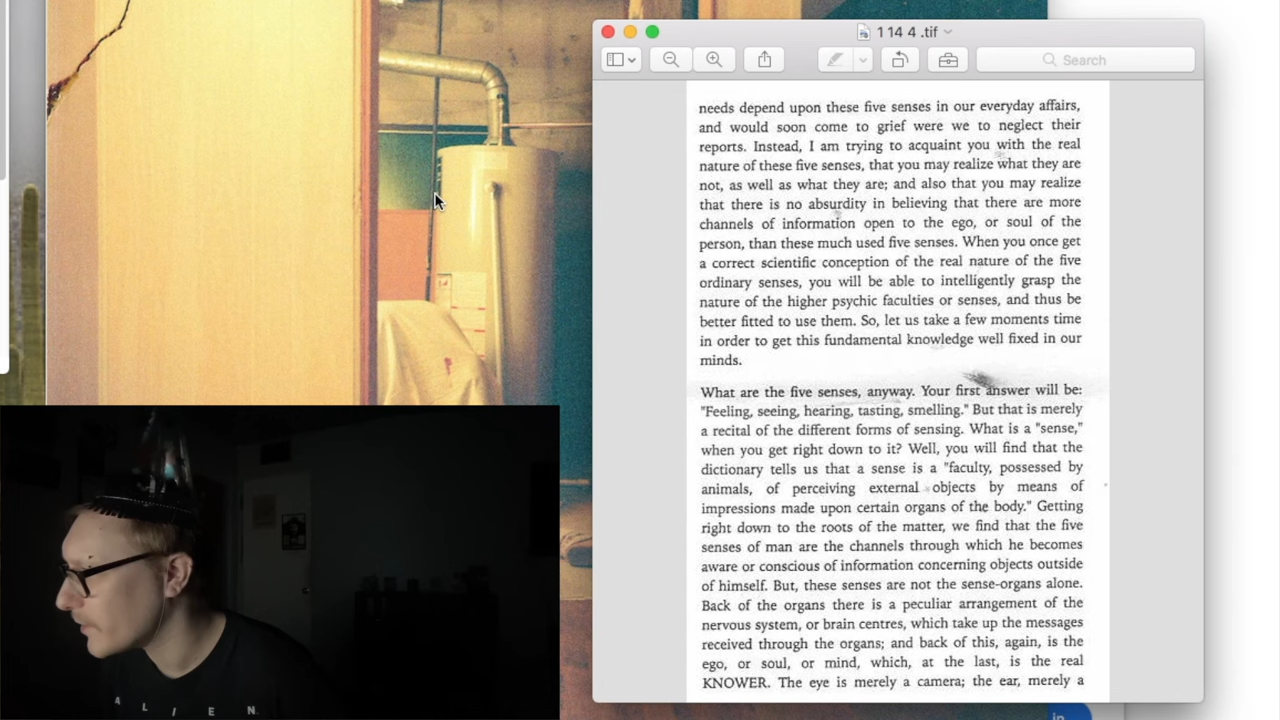 1 14 4 .tif
Search
needs depend upon these five senses in our everyday affairs,
and would soon come to grief were we to neglect their
reports. Instead, I am trying to acquaint you with the real
nature of these five senses, that you may realize what they are
not, as well as what they are; and also that you may realize
that there is no absurdity in believing that there are more
channels of information open to the ego, or soul of the
person, than these much used five senses. When you once get
a correct scientific conception of the real nature of the five
ordinary senses, you will be able to intelligently grasp the
nature of the higher psychic faculties or senses, and thus be
better fitted to use them. So, let us take a few moments time
in order to get this fundamental knowledge well fixed in our
minds.
What are the five senses, anyway. Your first answer will be:
"Feeling, seeing, hearing, tasting, smelling." But that is merely
a recital of the different forms of sensing. What is a "sense,"
when you get right down to it? Well, you will find that the
dictionary tells us that a sense is a "faculty, possessed by
animals, of perceiving external objects by means of
impressions made upon certain organs of the body." Getting
right down to the roots of the matter, we find that the five
senses of man are the channels through which he becomes
aware or conscious of information concerning objects outside
of himself. But, these senses are not the sense-organs alone.
Back of the organs there is a peculiar arrangement of the
nervous system, or brain centres, which take up the messages
received through the organs; and back of this, again, is the
ego, or soul, or mind, which, at the last, is the real
KNOWER. The eye is merely a camera; the ear, merely a
A L I E N
in